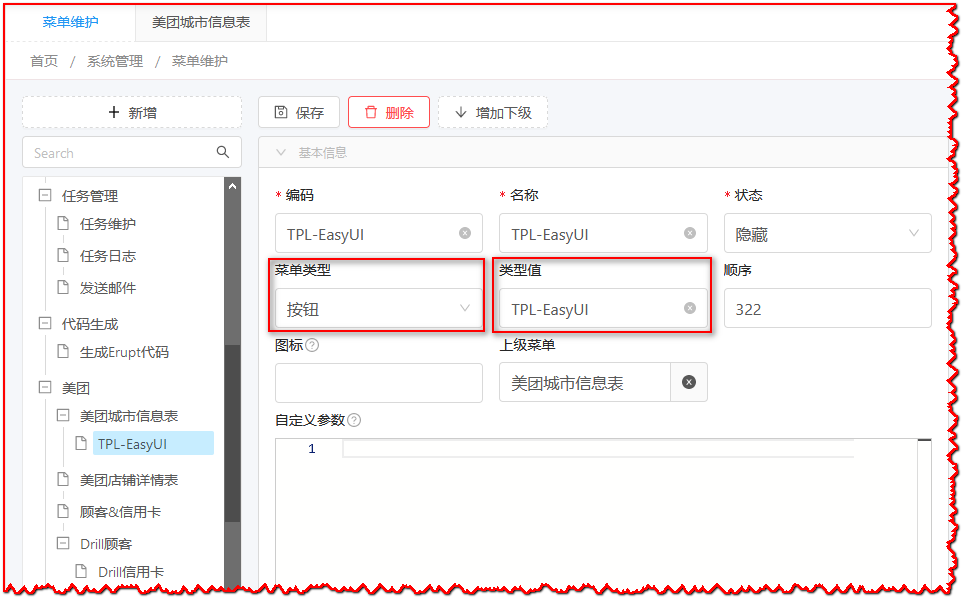 菜单维护 美团城市信息表
首页 / 系统管理 / 菜单维护
新增 保存 删除 增加下级
Search
基本信息
任务管理
任务维护
任务日志
发送邮件
代码生成
生成Erupt代码
美团
美团城市信息表
TPL-EasyUI
美团店铺详情表
顾客&信用卡
Drill顾客
Drill信用卡
* 编码 * 名称 * 状态
TPL-EasyUI TPL-EasyUI 隐藏
菜单类型 类型值 顺序
按钮 TPL-EasyUI 322
图标 ? 上级菜单
美团城市信息表
自定义参数 ?
1